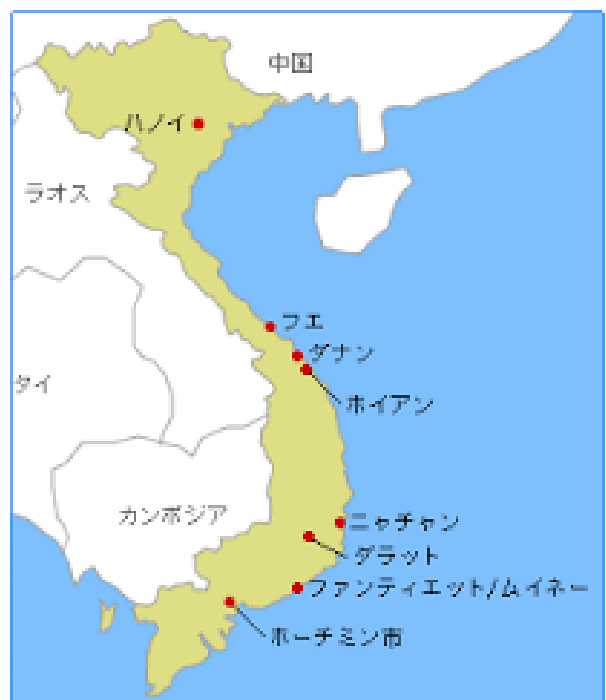 中国
ハノイ
ラオス
フエ
ダナン
タイ
ホイアン
カンボジア
ニャチャン
ダラット
ファンティエット/ムイネー
ホーチミン市